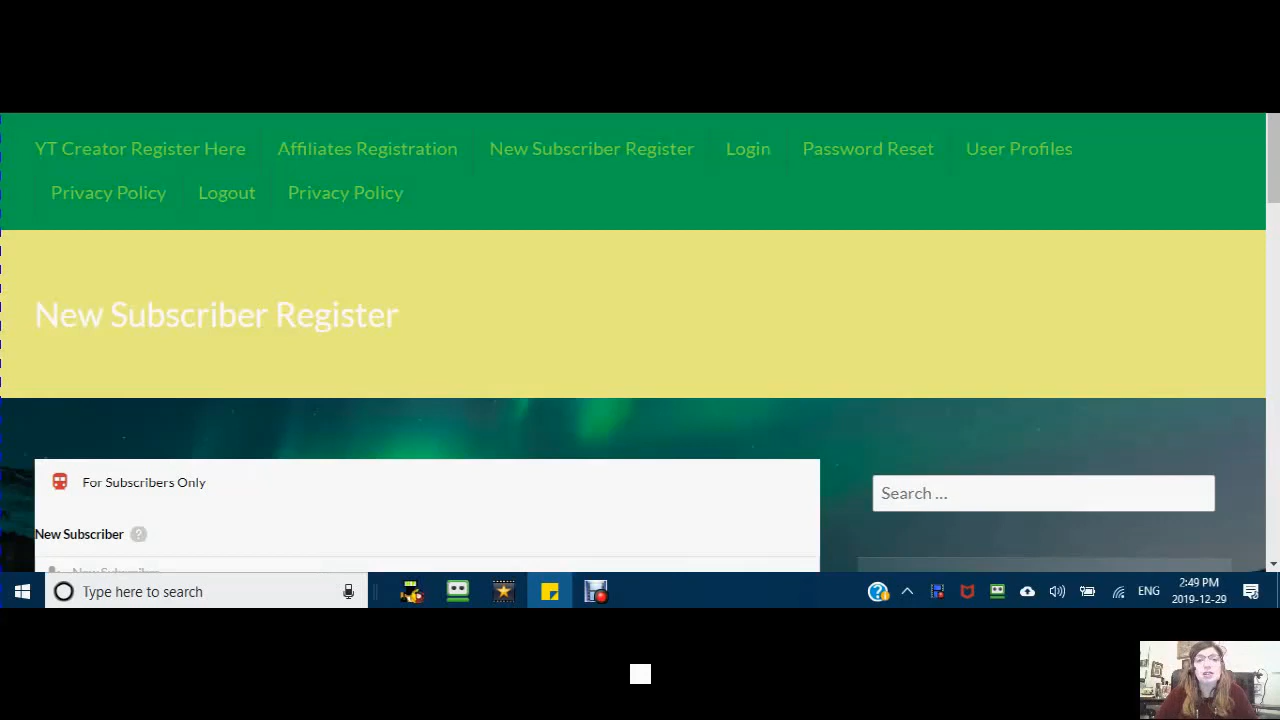 YT Creator Register Here Affiliates Registration New Subscriber Register Login Password Reset User Profiles
Privacy Policy Logout Privacy Policy
New Subscriber Register
For Subscribers Only
Search ...
New Subscriber ?
New Subscriber
Type here to search
ENG
2:49 PM
2019-12-29